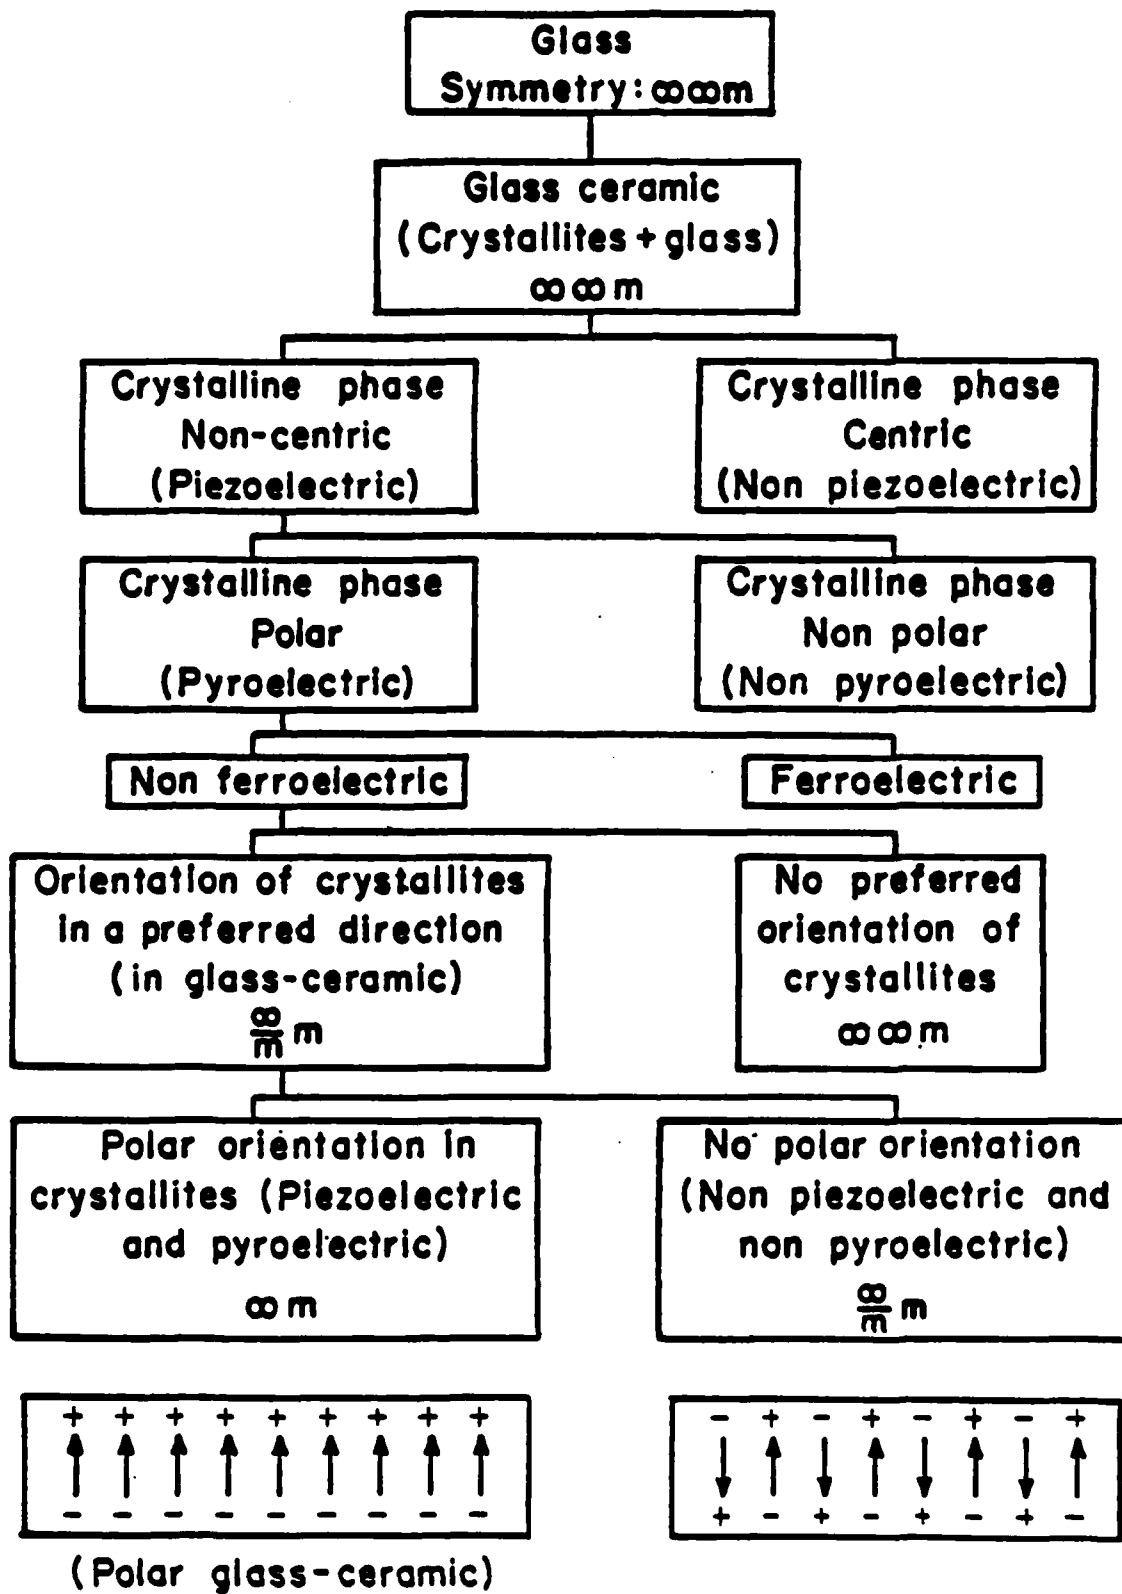 Glass
Symmetry: ∞∞m
Glass ceramic
(Crystallites + glass)
∞∞m
Crystalline phase
Non-centric
(Piezoelectric)
Crystalline phase
Centric
(Non piezoelectric)
Crystalline phase
Polar
(Pyroelectric)
Crystalline phase
Non polar
(Non pyroelectric)
Non ferroelectric
Ferroelectric
Orientation of crystallites
in a preferred direction
(in glass-ceramic)
∞/m m
No preferred
orientation of
crystallites
∞∞m
Polar orientation in
crystallites (Piezoelectric
and pyroelectric)
∞m
No polar orientation
(Non piezoelectric and
non pyroelectric)
∞/m m
+ + + + + + + + +
- - - - - - - - -
(Polar glass-ceramic)
- + - + - + - +
+ - + - + - + -